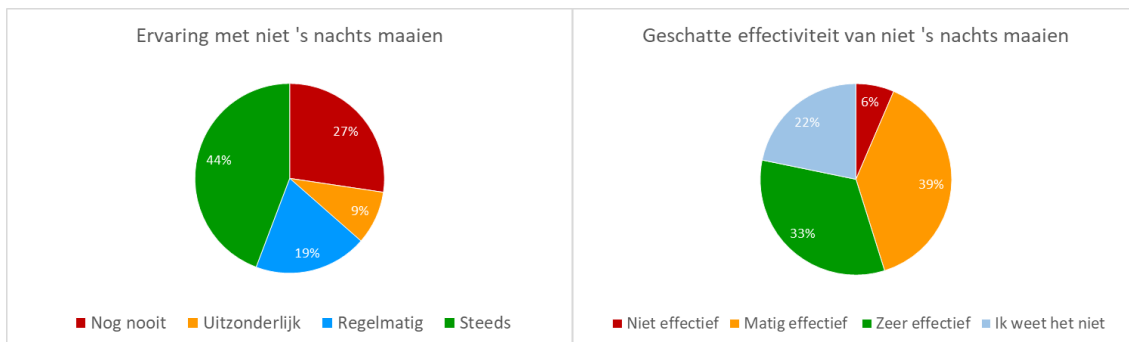 Ervaring met niet 's nachts maaien
27%
9%
19%
44%
Nog nooit Uitzonderlijk Regelmatig Steeds
Geschatte effectiviteit van niet 's nachts maaien
6%
39%
33%
22%
Niet effectief Matig effectief Zeer effectief Ik weet het niet